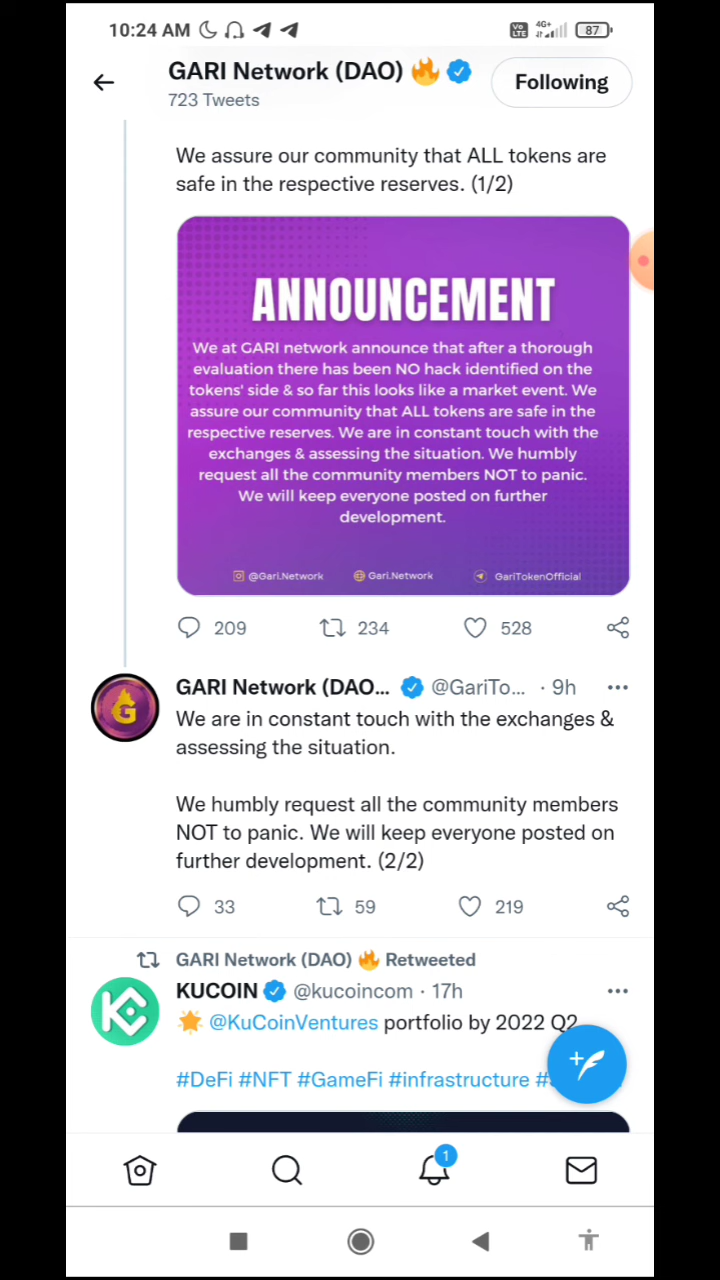 10:24 AM
VoLTE 4G+ 87
GARI Network (DAO) 🔥
723 Tweets
Following
We assure our community that ALL tokens are
safe in the respective reserves. (1/2)
ANNOUNCEMENT
We at GARI network announce that after a thorough
evaluation there has been NO hack identified on the
tokens' side & so far this looks like a market event. We
assure our community that ALL tokens are safe in the
respective reserves. We are in constant touch with the
exchanges & assessing the situation. We humbly
request all the community members NOT to panic.
We will keep everyone posted on further
development.
@Gari.Network Gari.Network GariTokenOfficial
209 234 528
GARI Network (DAO... @GariTo... · 9h
We are in constant touch with the exchanges &
assessing the situation.
We humbly request all the community members
NOT to panic. We will keep everyone posted on
further development. (2/2)
33 59 219
GARI Network (DAO) 🔥 Retweeted
KUCOIN @kucoincom · 17h
🌟 @KuCoinVentures portfolio by 2022 Q2
#DeFi #NFT #GameFi #infrastructure
1